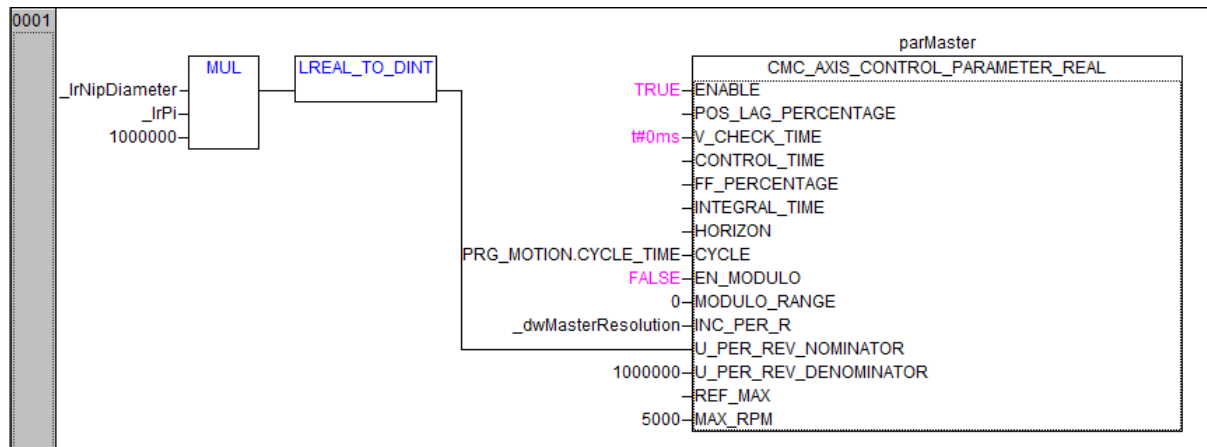 0001
parMaster
MUL
LREAL_TO_DINT
CMC_AXIS_CONTROL_PARAMETER_REAL
_lrNipDiameter
_lrPi
1000000
TRUE ENABLE
POS_LAG_PERCENTAGE
t#0ms V_CHECK_TIME
CONTROL_TIME
FF_PERCENTAGE
INTEGRAL_TIME
HORIZON
PRG_MOTION.CYCLE_TIME CYCLE
FALSE EN_MODULO
0 MODULO_RANGE
_dwMasterResolution INC_PER_R
U_PER_REV_NOMINATOR
1000000 U_PER_REV_DENOMINATOR
REF_MAX
5000 MAX_RPM